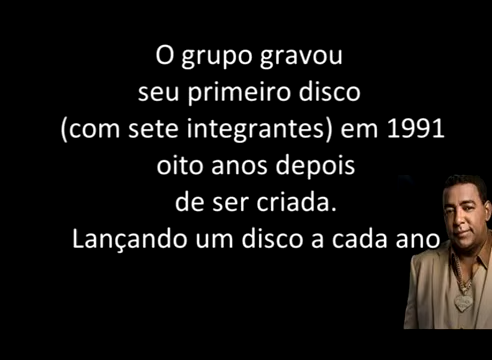 O grupo gravou
seu primeiro disco
(com sete integrantes) em 1991
oito anos depois
de ser criada.
Lançando um disco a cada ano